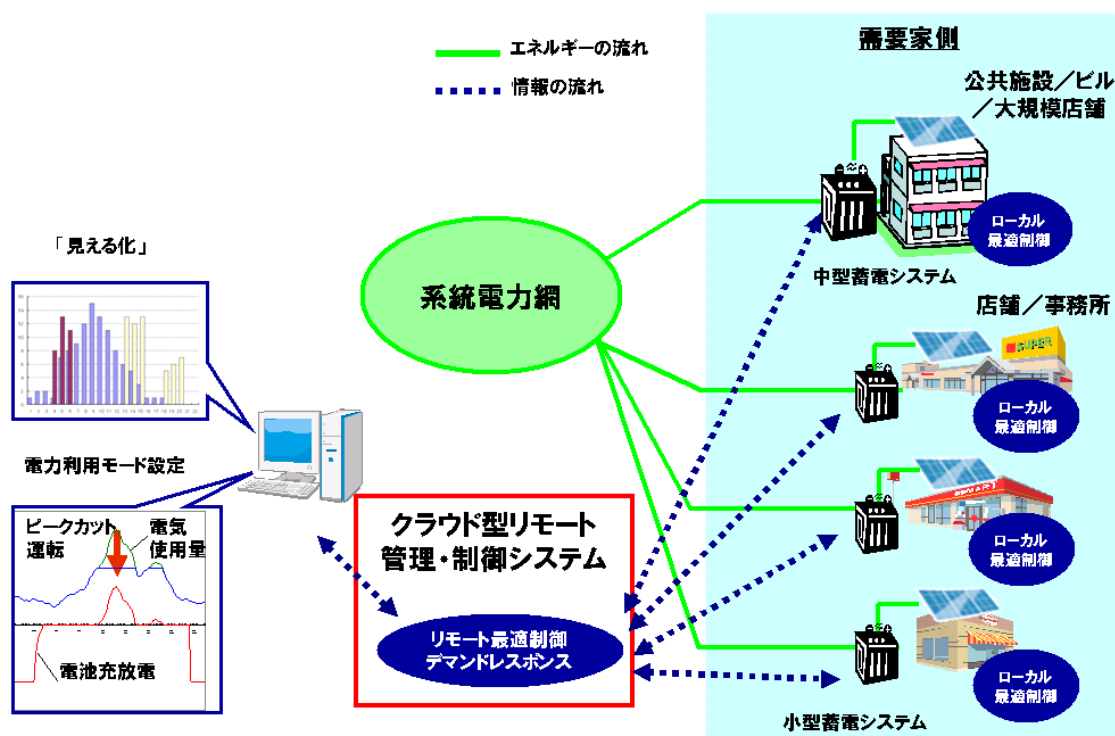 エネルギーの流れ
情報の流れ
需要家側
公共施設／ビル
／大規模店舗
ローカル
最適制御
中型蓄電システム
系統電力網
店舗／事務所
SUPER
ローカル
最適制御
「見える化」
電力利用モード設定
ローカル
最適制御
ピークカット
運転
電気
使用量
電池充放電
クラウド型リモート
管理・制御システム
リモート最適制御
デマンドレスポンス
ローカル
最適制御
小型蓄電システム